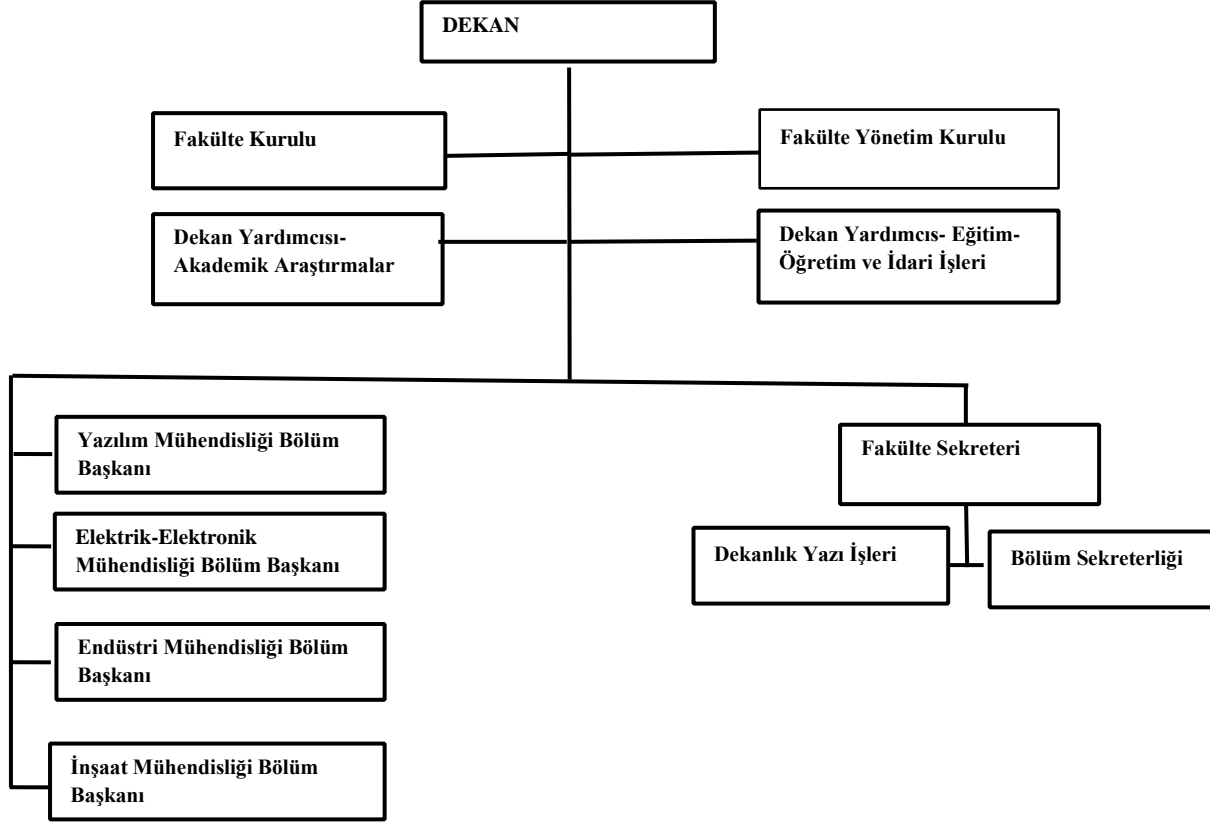 DEKAN
Fakülte Kurulu
Fakülte Yönetim Kurulu
Dekan Yardımcısı-
Akademik Araştırmalar
Dekan Yardımcıs- Eğitim-
Öğretim ve İdari İşleri
Yazılım Mühendisliği Bölüm
Başkanı
Elektrik-Elektronik
Mühendisliği Bölüm Başkanı
Endüstri Mühendisliği Bölüm
Başkanı
İnşaat Mühendisliği Bölüm
Başkanı
Fakülte Sekreteri
Dekanlık Yazı İşleri
Bölüm Sekreterliği